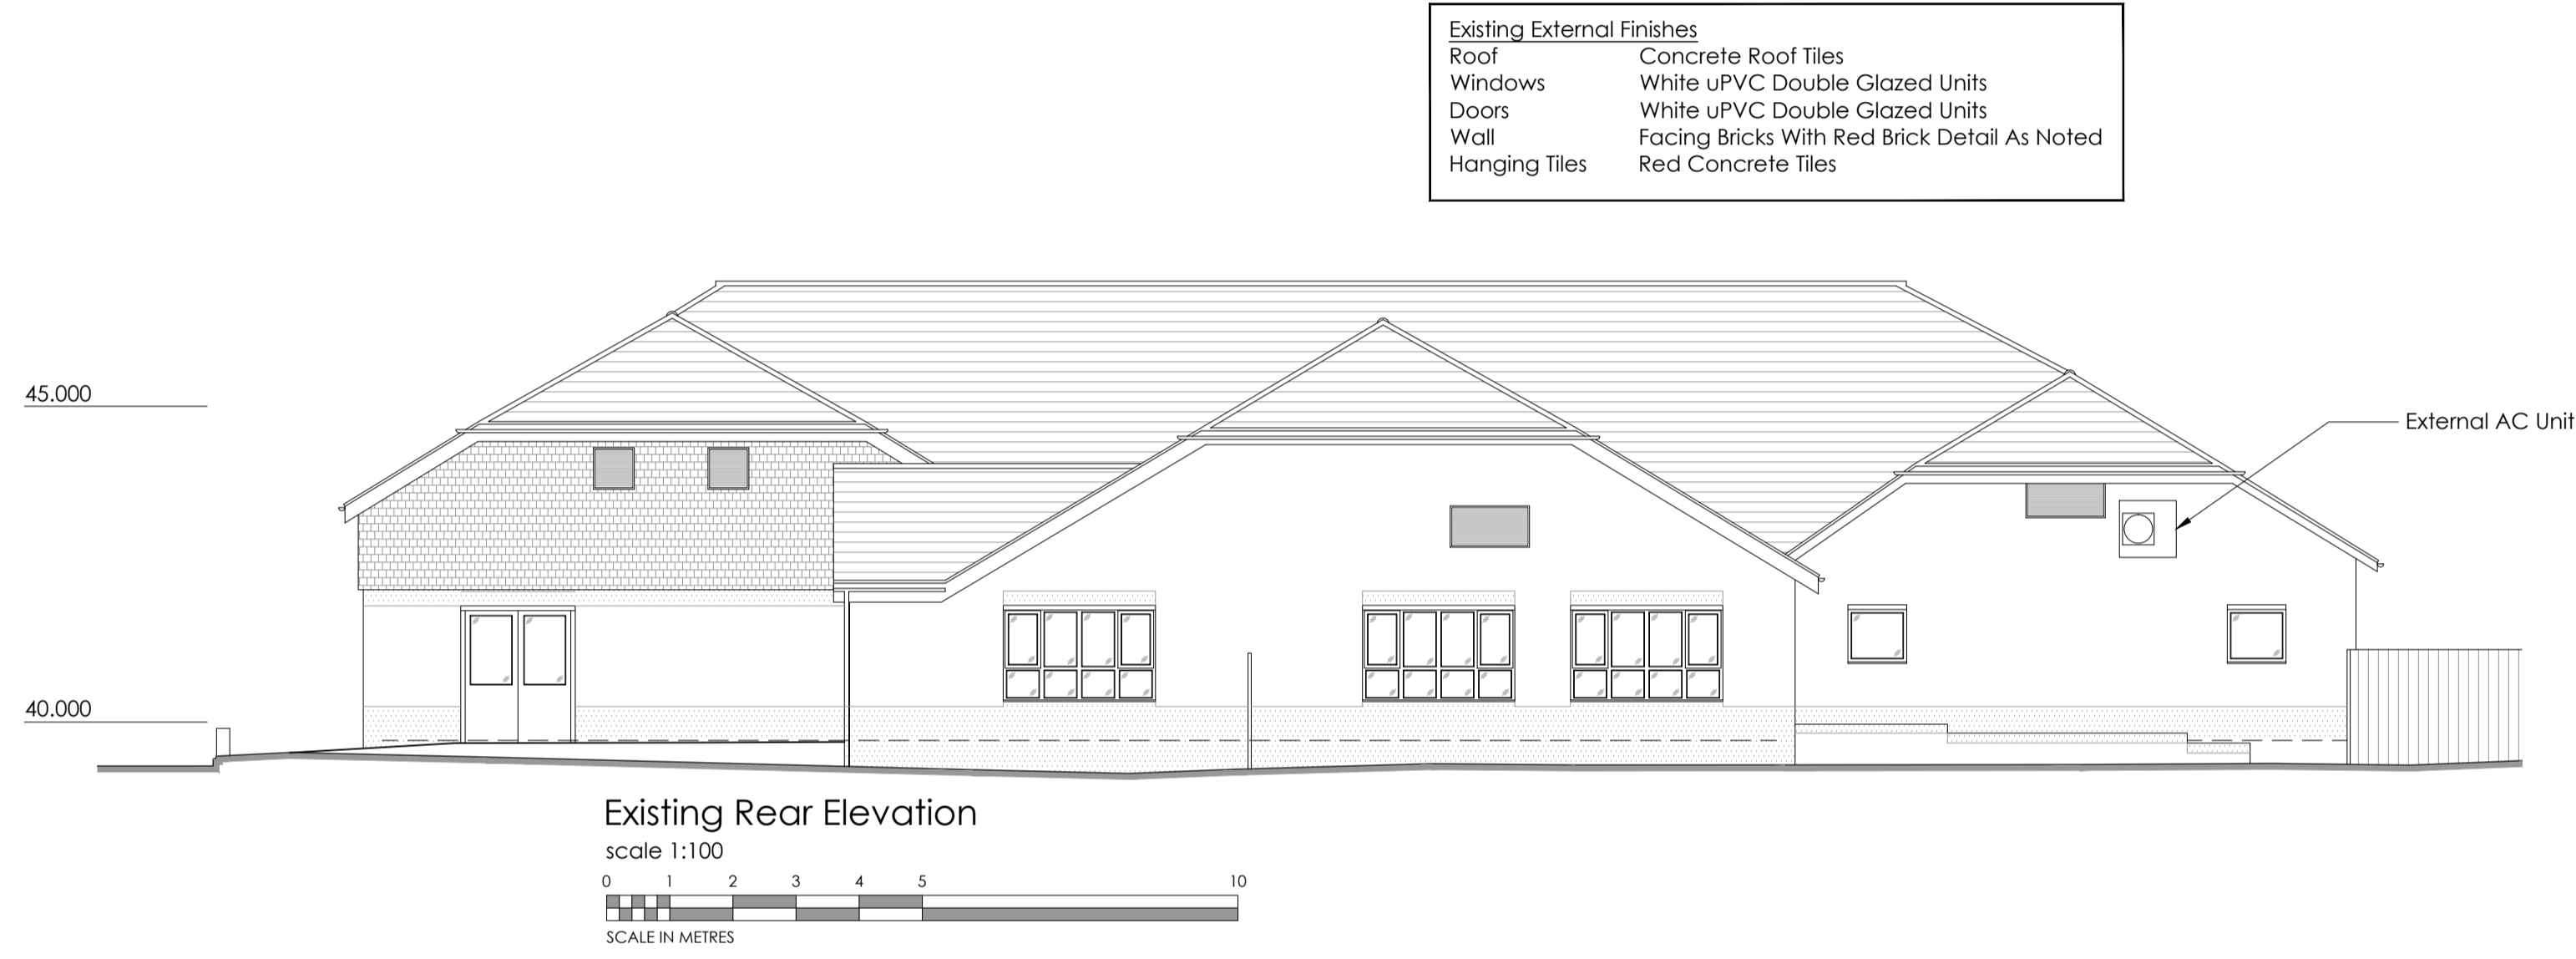 Existing External Finishes
Roof Concrete Roof Tiles
Windows White uPVC Double Glazed Units
Doors White uPVC Double Glazed Units
Wall Facing Bricks With Red Brick Detail As Noted
Hanging Tiles Red Concrete Tiles
45.000
External AC Unit
40.000
Existing Rear Elevation
scale 1:100
0 1 2 3 4 5 10
SCALE IN METRES